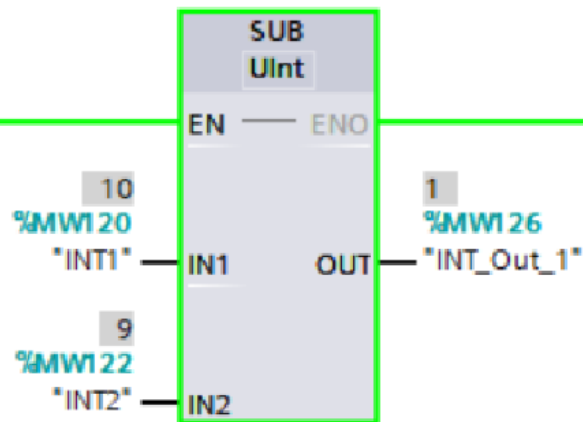 SUB
UInt
EN ENO
10
%MW120
"INT1" IN1
1
%MW126
OUT "INT_Out_1"
9
%MW122
"INT2" IN2